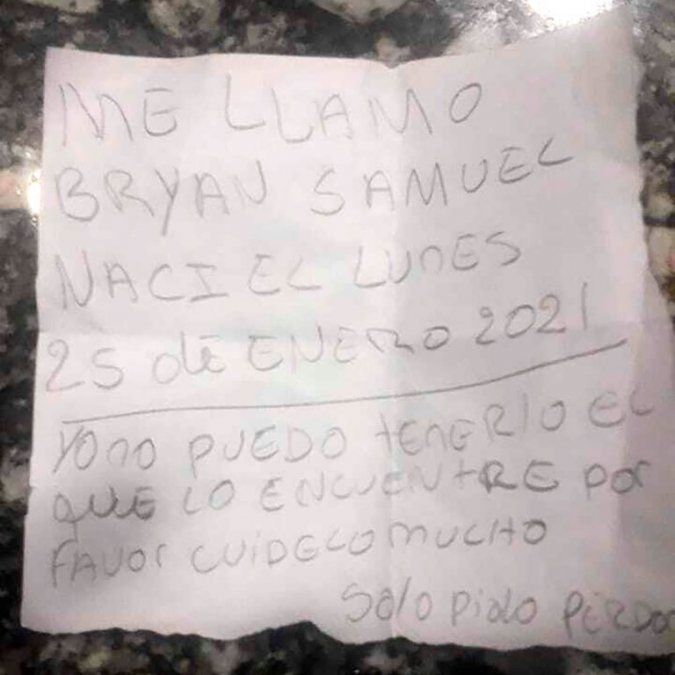 ME LLAMO
BRYAN SAMUEL
NACI EL LUNES
25 de ENERO 2021
YO no PUEDO tenerlo EL
QUE LO ENCUENtRE por
FAVOr CUIDELO MUCHO
Solo PiDo PERDON